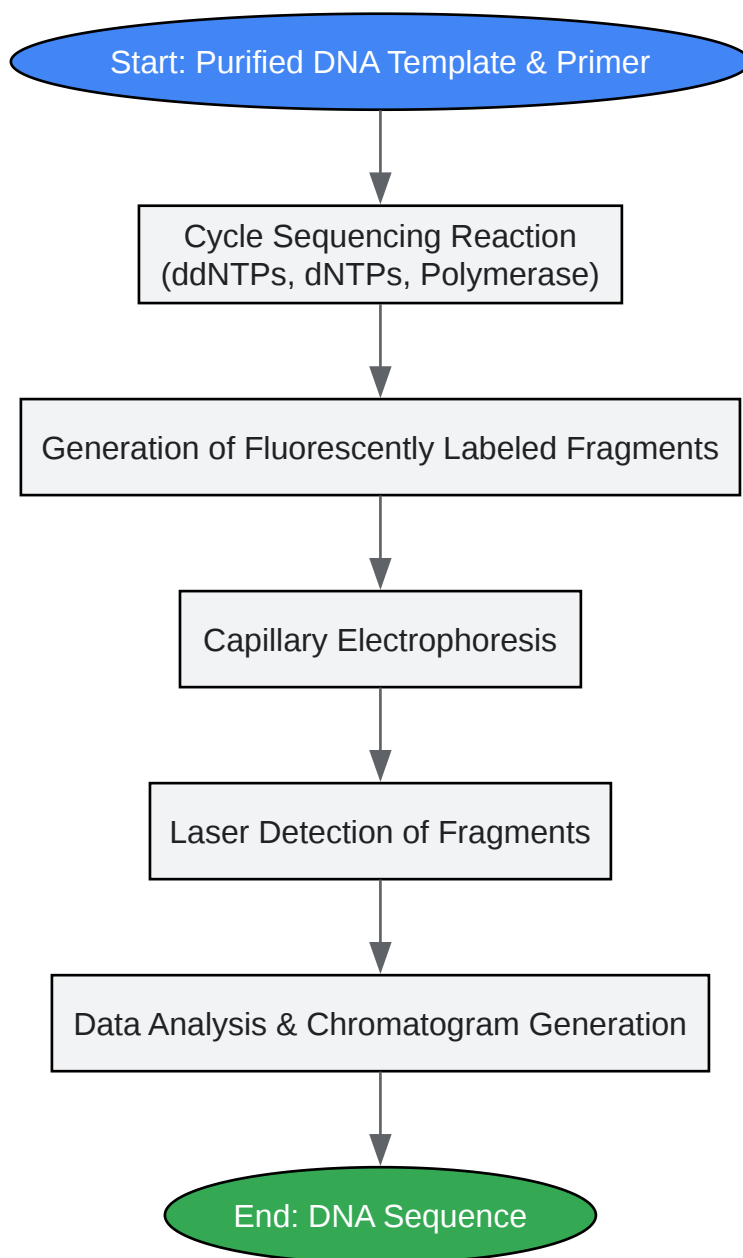 Start: Purified DNA Template & Primer
Cycle Sequencing Reaction
(ddNTPs, dNTPs, Polymerase)
Generation of Fluorescently Labeled Fragments
Capillary Electrophoresis
Laser Detection of Fragments
Data Analysis & Chromatogram Generation
End: DNA Sequence